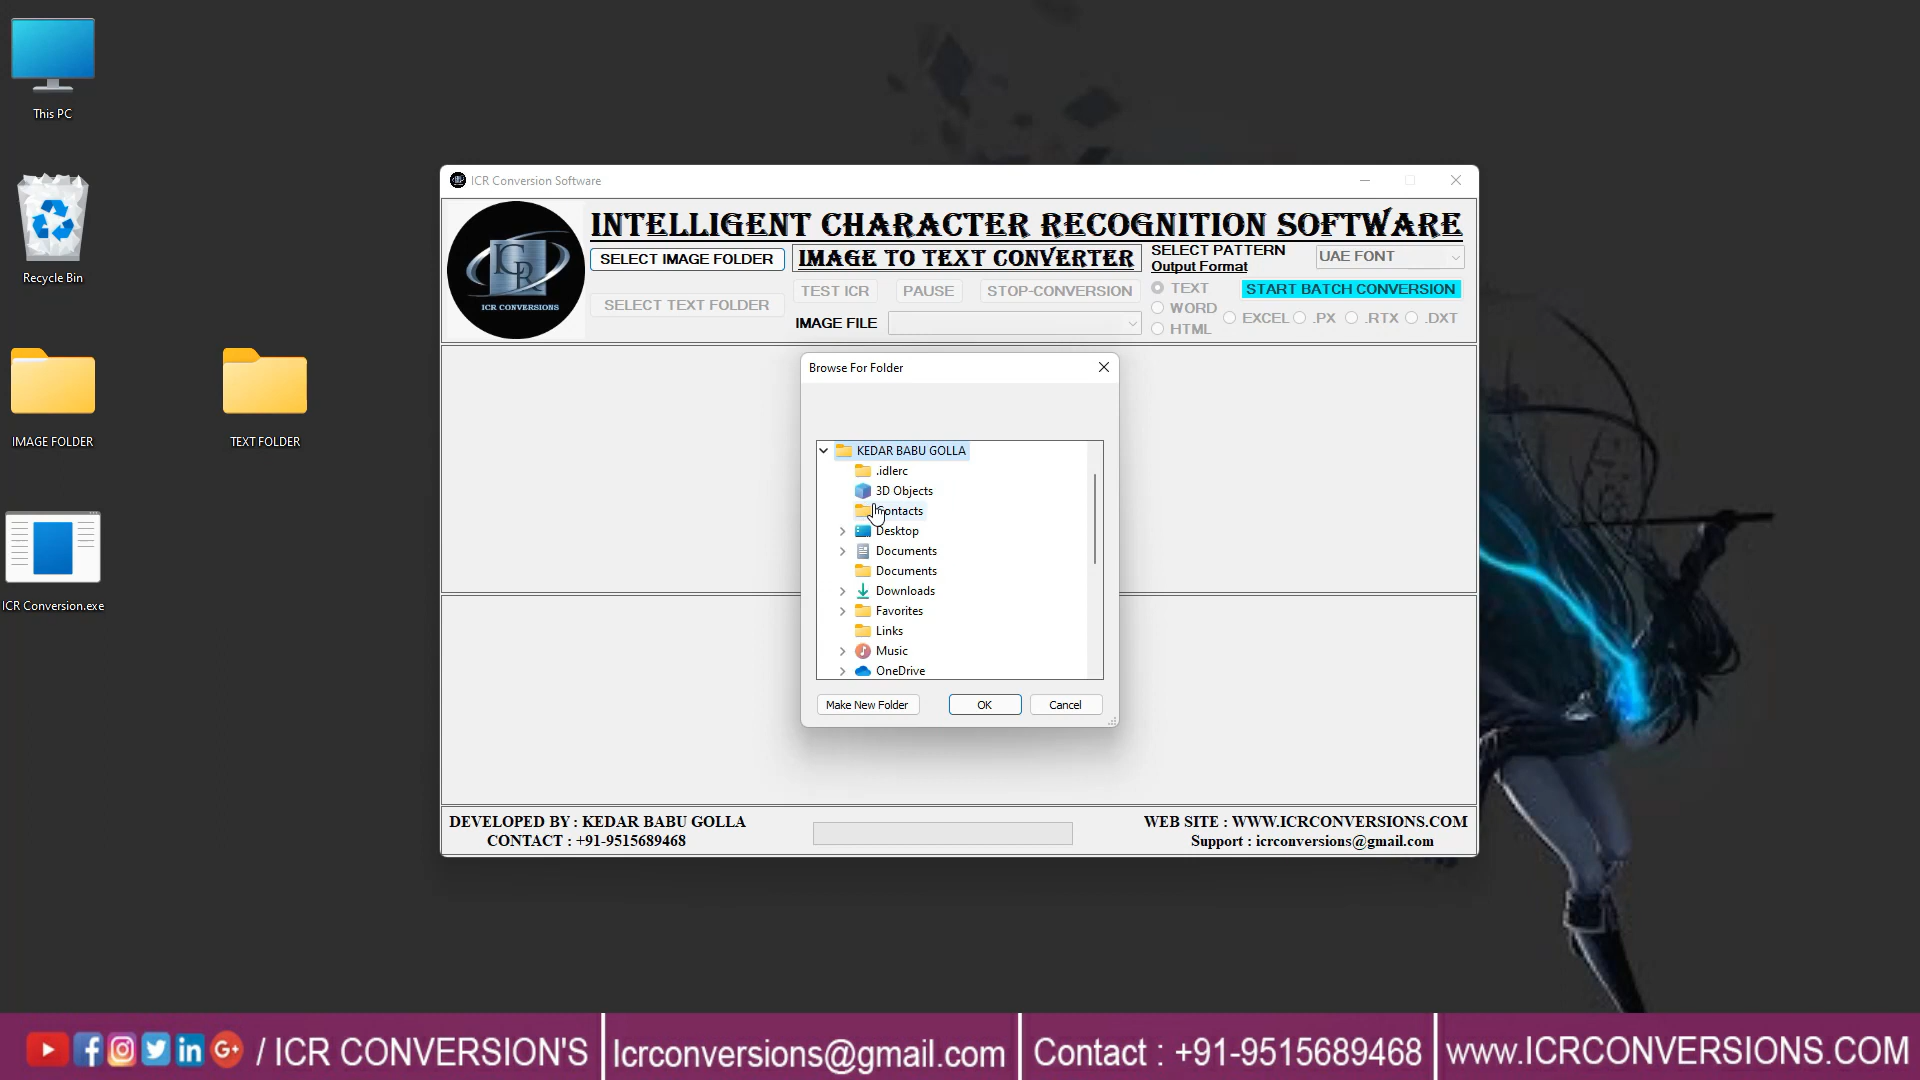 This PC
Recycle Bin
IMAGE FOLDER
TEXT FOLDER
ICR Conversion.exe
ICR Conversion Software
INTELLIGENT CHARACTER RECOGNITION SOFTWARE
ICR CONVERSIONS
SELECT IMAGE FOLDER
IMAGE TO TEXT CONVERTER
SELECT PATTERN
UAE FONT
Output Format
SELECT TEXT FOLDER
TEST ICR
PAUSE
STOP-CONVERSION
TEXT
START BATCH CONVERSION
WORD
IMAGE FILE
HTML
EXCEL
.PX
.RTX
.DXT
Browse For Folder
KEDAR BABU GOLLA
.idlerc
3D Objects
Contacts
Desktop
Documents
Documents
Downloads
Favorites
Links
Music
OneDrive
Make New Folder
OK
Cancel
DEVELOPED BY : KEDAR BABU GOLLA
CONTACT : +91-9515689468
WEB SITE : WWW.ICRCONVERSIONS.COM
Support : icrconversions@gmail.com
/ ICR CONVERSION'S
Icrconversions@gmail.com
Contact : +91-9515689468
www.ICRCONVERSIONS.COM